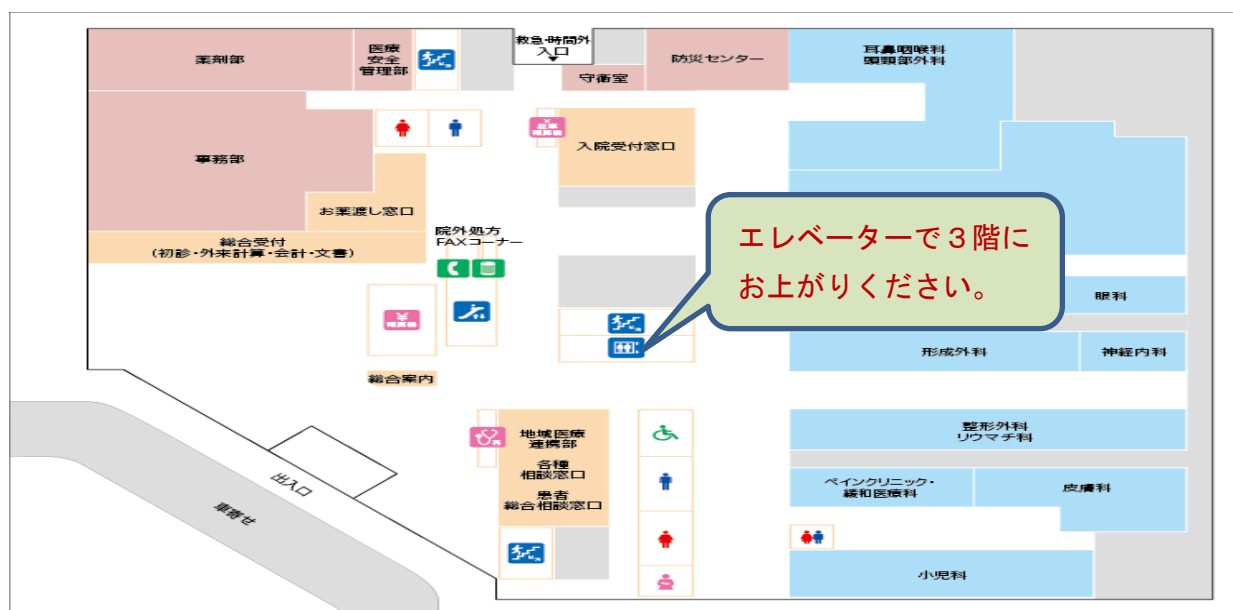 薬剤部
医療
安全
管理部
救急・時間外
入口
守衛室
防災センター
耳鼻咽喉科
頭頸部外科
事務部
入院受付窓口
お薬渡し窓口
総合受付
(初診・外来計算・会計・文書)
院外処方
FAXコーナー
エレベーターで3階に
お上がりください。
眼科
形成外科
神経内科
総合案内
地域医療
連携部
各種
相談窓口
患者
総合相談窓口
整形外科
リウマチ科
ペインクリニック・
緩和医療科
皮膚科
小児科
出入口
車寄せ